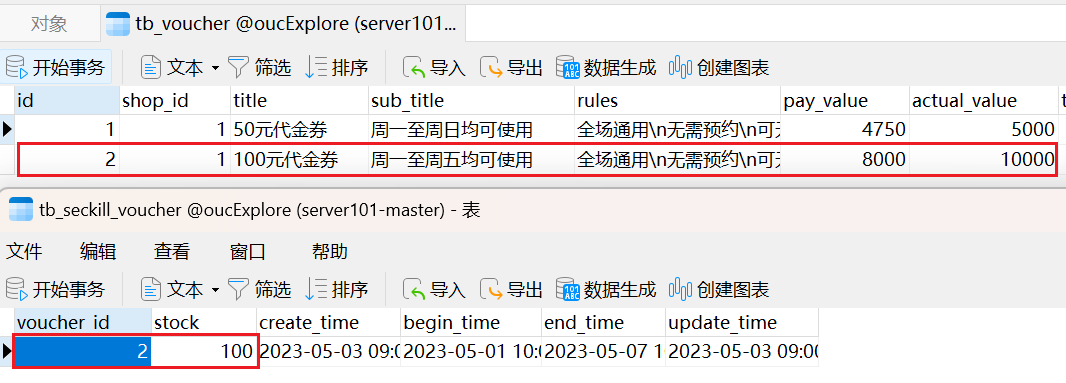 对象 tb_voucher @oucExplore (server101...
开始事务 文本 筛选 排序 导入 导出 数据生成 创建图表
id shop_id title sub_title rules pay_value actual_value
1 1 50元代金券 周一至周日均可使用 全场通用\n无需预约\n可 4750 5000
2 1 100元代金券 周一至周五均可使用 全场通用\n无需预约\n可 8000 10000
tb_seckill_voucher @oucExplore (server101-master) - 表
文件 编辑 查看 窗口 帮助
开始事务 文本 筛选 排序 导入 导出 数据生成 创建图表
voucher_id stock create_time begin_time end_time update_time
2 100 2023-05-03 09:0 2023-05-01 10:0 2023-05-07 1 2023-05-03 09:00